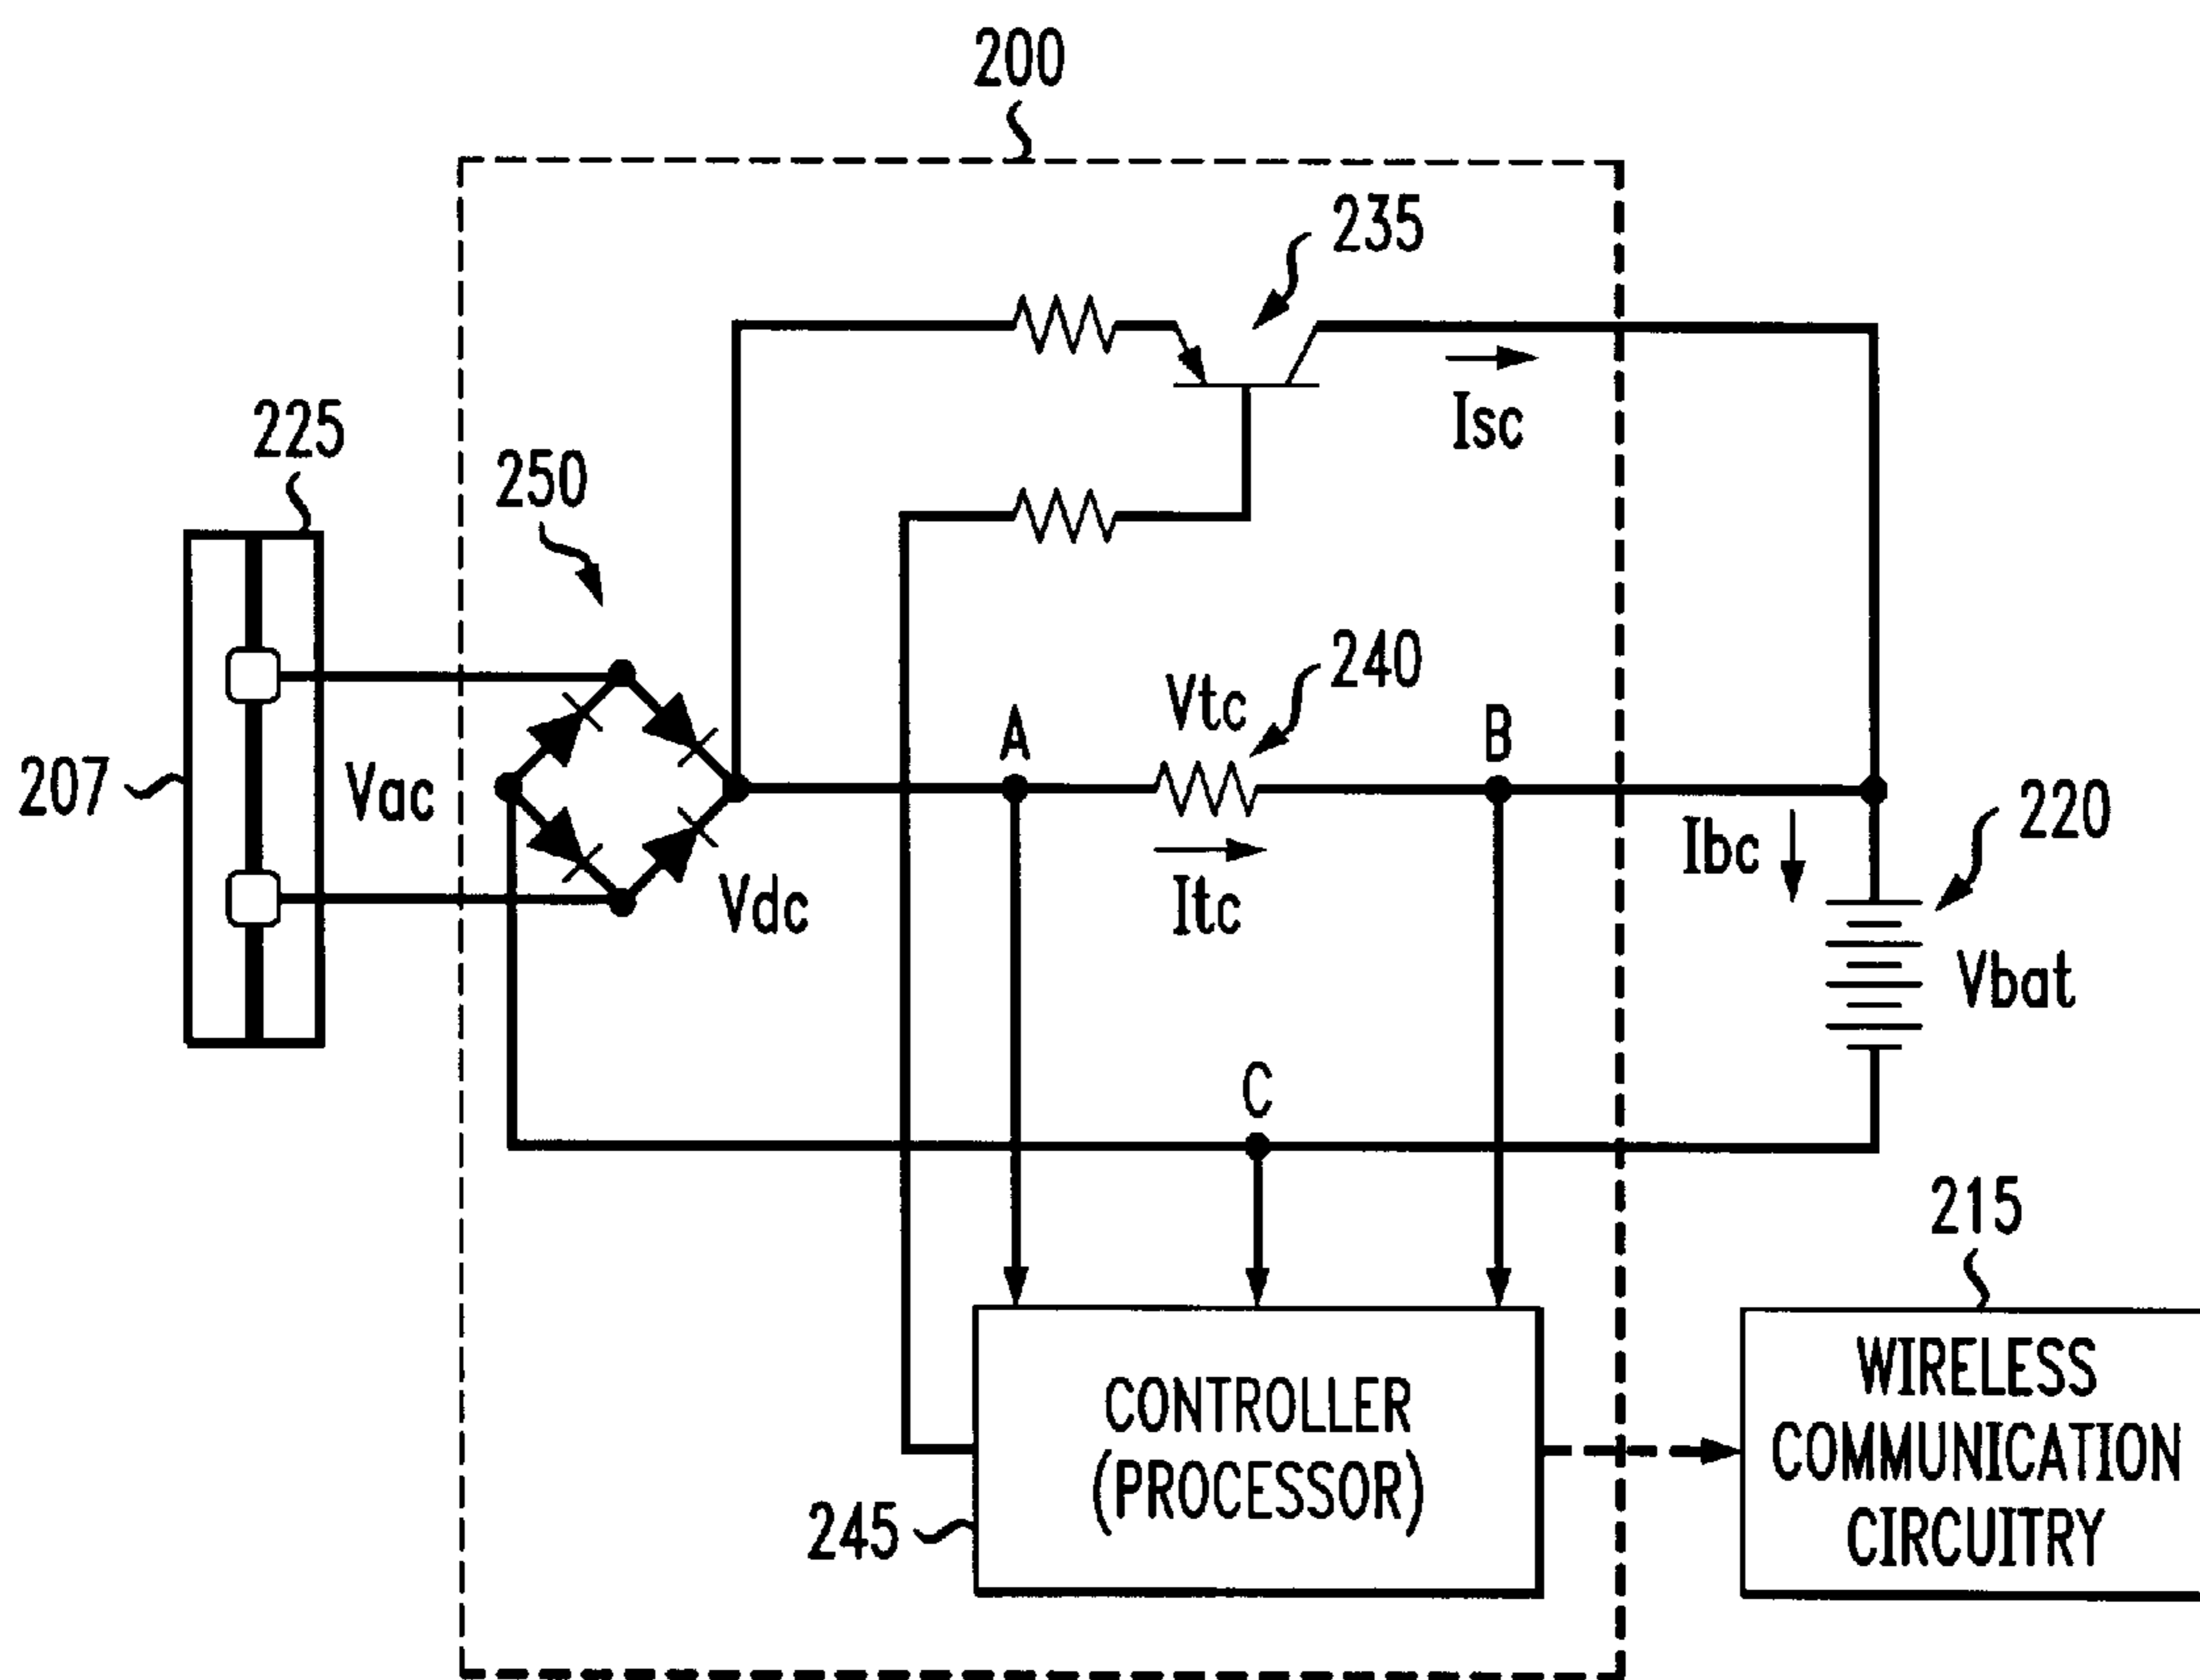 200
235
Isc
225
250
Vtc
240
A
B
207
Vac
Vdc
Itc
Ibc
220
Vbat
C
215
CONTROLLER
(PROCESSOR)
245
WIRELESS
COMMUNICATION
CIRCUITRY